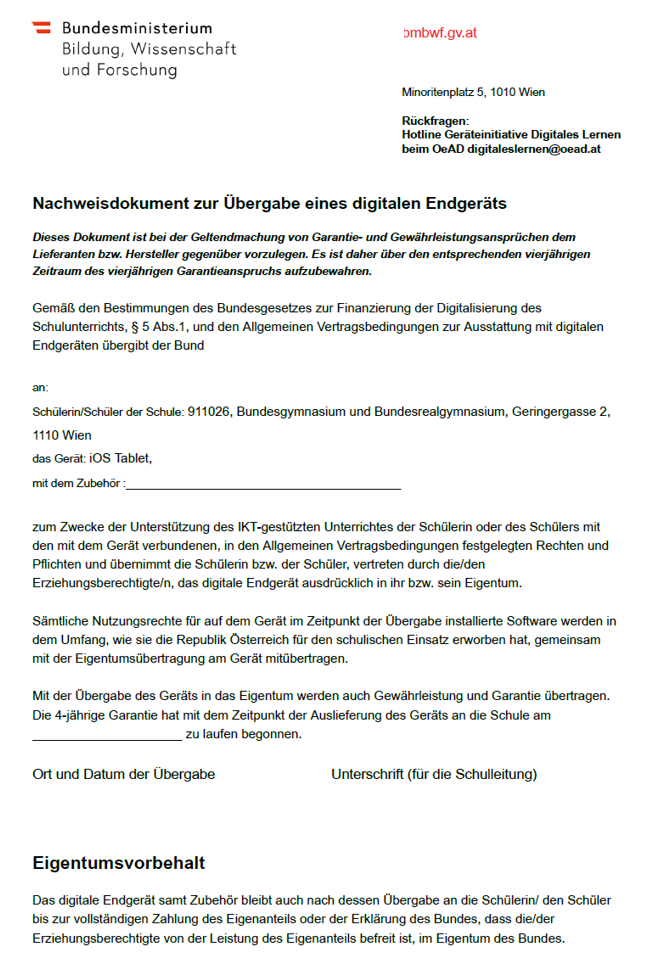 Bundesministerium
Bildung, Wissenschaft
und Forschung
bmbwf.gv.at
Minoritenplatz 5, 1010 Wien
Rückfragen:
Hotline Geräteinitiative Digitales Lernen
beim OeAD digitaleslernen@oead.at
Nachweisdokument zur Übergabe eines digitalen Endgeräts
Dieses Dokument ist bei der Geltendmachung von Garantie- und Gewährleistungsansprüchen dem
Lieferanten bzw. Hersteller gegenüber vorzulegen. Es ist daher über den entsprechenden vierjährigen
Zeitraum des vierjährigen Garantieanspruchs aufzubewahren.
Gemäß den Bestimmungen des Bundesgesetzes zur Finanzierung der Digitalisierung des
Schulunterrichts, § 5 Abs.1, und den Allgemeinen Vertragsbedingungen zur Ausstattung mit digitalen
Endgeräten übergibt der Bund
an:
Schülerin/Schüler der Schule: 911026, Bundesgymnasium und Bundesrealgymnasium, Geringergasse 2,
1110 Wien
das Gerät: iOS Tablet,
mit dem Zubehör :_________________________________________
zum Zwecke der Unterstützung des IKT-gestützten Unterrichtes der Schülerin oder des Schülers mit
den mit dem Gerät verbundenen, in den Allgemeinen Vertragsbedingungen festgelegten Rechten und
Pflichten und übernimmt die Schülerin bzw. der Schüler, vertreten durch die/den
Erziehungsberechtigte/n, das digitale Endgerät ausdrücklich in ihr bzw. sein Eigentum.
Sämtliche Nutzungsrechte für auf dem Gerät im Zeitpunkt der Übergabe installierte Software werden in
dem Umfang, wie sie die Republik Österreich für den schulischen Einsatz erworben hat, gemeinsam
mit der Eigentumsübertragung am Gerät mitübertragen.
Mit der Übergabe des Geräts in das Eigentum werden auch Gewährleistung und Garantie übertragen.
Die 4-jährige Garantie hat mit dem Zeitpunkt der Auslieferung des Geräts an die Schule am
_____________________ zu laufen begonnen.
Ort und Datum der Übergabe Unterschrift (für die Schulleitung)
Eigentumsvorbehalt
Das digitale Endgerät samt Zubehör bleibt auch nach dessen Übergabe an die Schülerin/ den Schüler
bis zur vollständigen Zahlung des Eigenanteils oder der Erklärung des Bundes, dass die/der
Erziehungsberechtigte von der Leistung des Eigenanteils befreit ist, im Eigentum des Bundes.